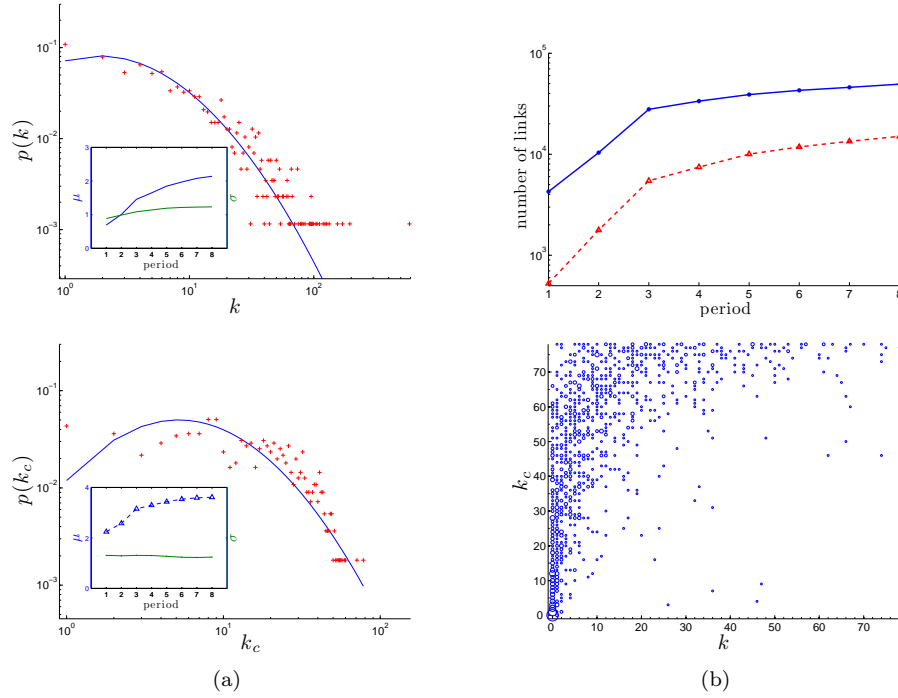 10^-1
10^-2
10^-3
p(k)
10^0
10^1
10^2
k
3
2
1
0
μ
σ
1 2 3 4 5 6 7 8
period
10^5
10^4
10^3
number of links
1 2 3 4 5 6 7 8
period
10^-1
10^-2
10^-3
p(k_c)
10^0
10^1
10^2
k_c
4
2
0
μ
σ
1 2 3 4 5 6 7 8
period
70
60
50
40
30
20
10
0
k_c
0 10 20 30 40 50 60 70
k
(a)
(b)